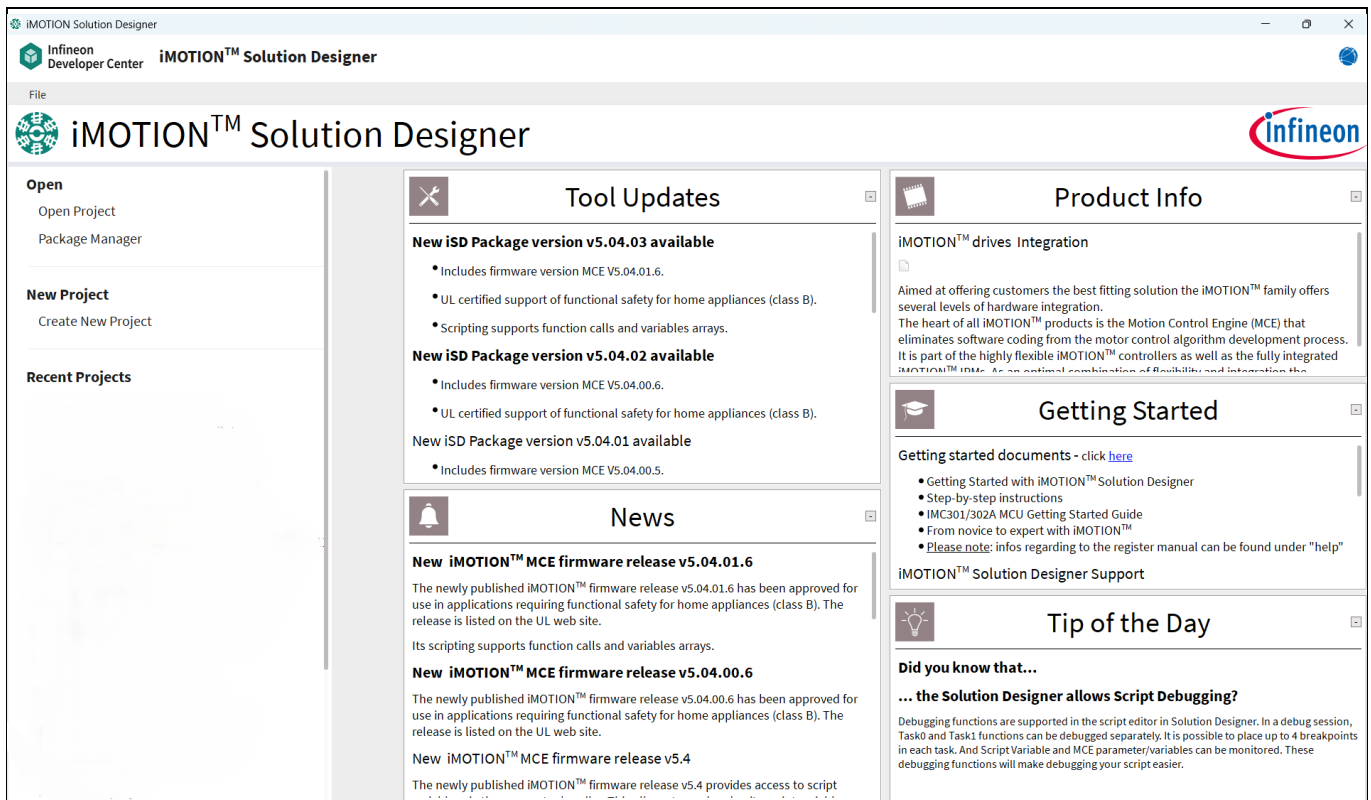 iMOTION Solution Designer
Infineon
Developer Center
iMOTION™ Solution Designer
File
iMOTION™ Solution Designer
infineon
Open
Open Project
Package Manager
New Project
Create New Project
Recent Projects
Tool Updates
New iSD Package version v5.04.03 available
• Includes firmware version MCE V5.04.01.6.
• UL certified support of functional safety for home appliances (class B).
• Scripting supports function calls and variables arrays.
New iSD Package version v5.04.02 available
• Includes firmware version MCE V5.04.00.6.
• UL certified support of functional safety for home appliances (class B).
New iSD Package version v5.04.01 available
• Includes firmware version MCE V5.04.00.5.
News
New iMOTION™ MCE firmware release v5.04.01.6
The newly published iMOTION™ firmware release v5.04.01.6 has been approved for
use in applications requiring functional safety for home appliances (class B). The
release is listed on the UL web site.
Its scripting supports function calls and variables arrays.
New iMOTION™ MCE firmware release v5.04.00.6
The newly published iMOTION™ firmware release v5.04.00.6 has been approved for
use in applications requiring functional safety for home appliances (class B). The
release is listed on the UL web site.
New iMOTION™ MCE firmware release v5.4
The newly published iMOTION™ firmware release v5.4 provides access to script
Product Info
iMOTION™ drives Integration
Aimed at offering customers the best fitting solution the iMOTION™ family offers
several levels of hardware integration.
The heart of all iMOTION™ products is the Motion Control Engine (MCE) that
eliminates software coding from the motor control algorithm development process.
It is part of the highly flexible iMOTION™ controllers as well as the fully integrated
iMOTION™ IPMs. As an optimal combination of flexibility and integration the
Getting Started
Getting started documents - click here
• Getting Started with iMOTION™ Solution Designer
• Step-by-step instructions
• IMC301/302A MCU Getting Started Guide
• From novice to expert with iMOTION™
• Please note: infos regarding to the register manual can be found under "help"
iMOTION™ Solution Designer Support
Tip of the Day
Did you know that...
... the Solution Designer allows Script Debugging?
Debugging functions are supported in the script editor in Solution Designer. In a debug session,
Task0 and Task1 functions can be debugged separately. It is possible to place up to 4 breakpoints
in each task. And Script Variable and MCE parameter/variables can be monitored. These
debugging functions will make debugging your script easier.